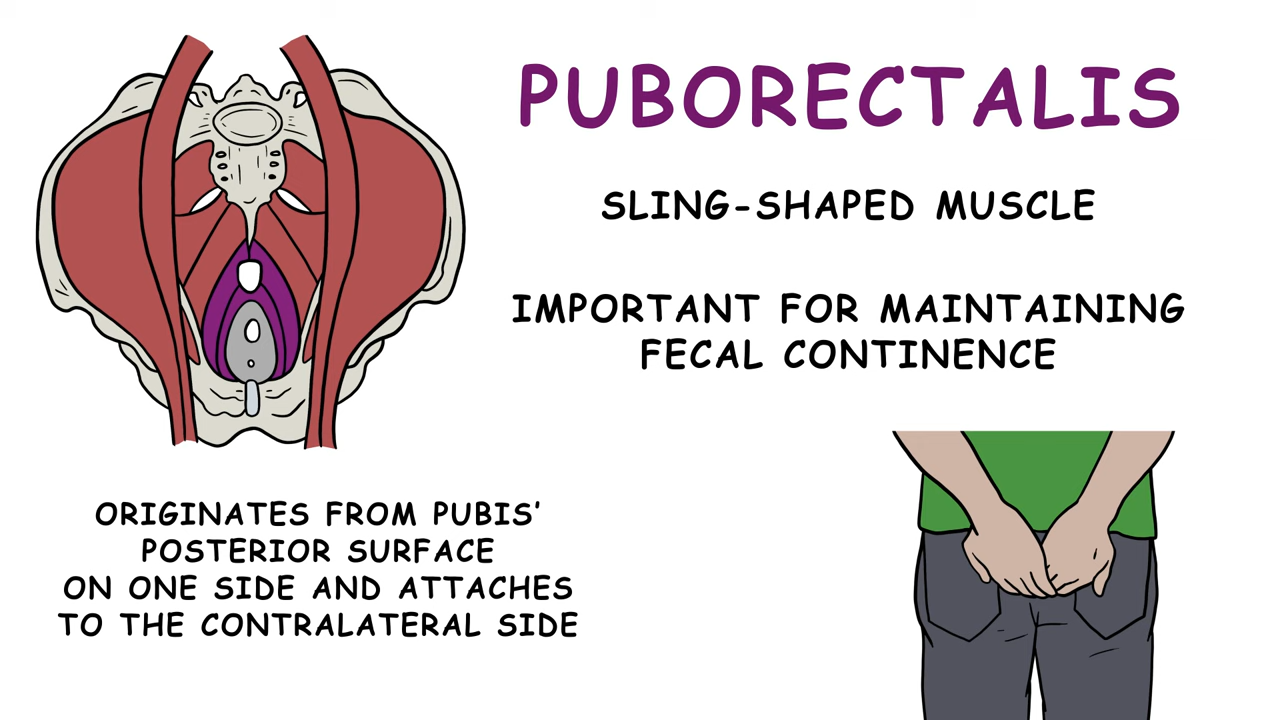 PUBORECTALIS
SLING-SHAPED MUSCLE
IMPORTANT FOR MAINTAINING
FECAL CONTINENCE
ORIGINATES FROM PUBIS'
POSTERIOR SURFACE
ON ONE SIDE AND ATTACHES
TO THE CONTRALATERAL SIDE